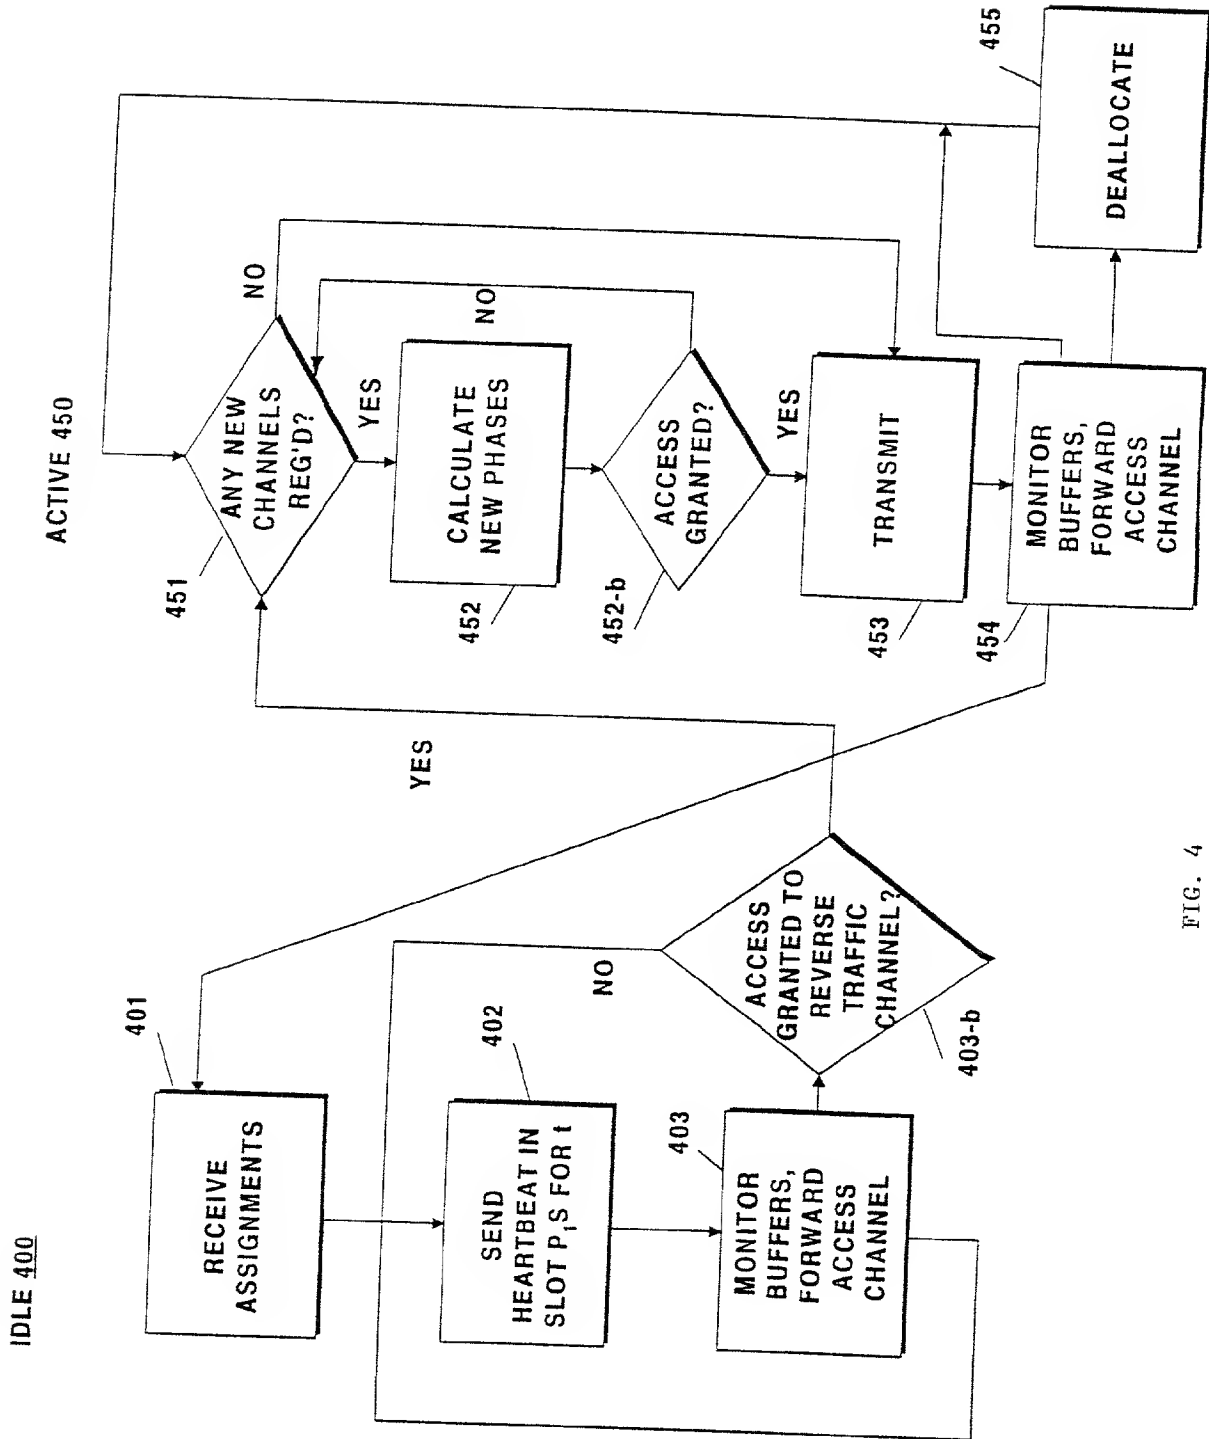 IDLE 400
401
RECEIVE
ASSIGNMENTS
402
SEND
HEARTBEAT IN
SLOT P,S FOR t
403
MONITOR
BUFFERS,
FORWARD
ACCESS
CHANNEL
NO
ACCESS
GRANTED TO
REVERSE
TRAFFIC
CHANNEL?
403-b
YES
ACTIVE 450
451
ANY NEW
CHANNELS
REG'D?
NO
YES
452
CALCULATE
NEW PHASES
NO
452-b
ACCESS
GRANTED?
YES
453
TRANSMIT
454
MONITOR
BUFFERS,
FORWARD
ACCESS
CHANNEL
455
DEALLOCATE
FIG. 4